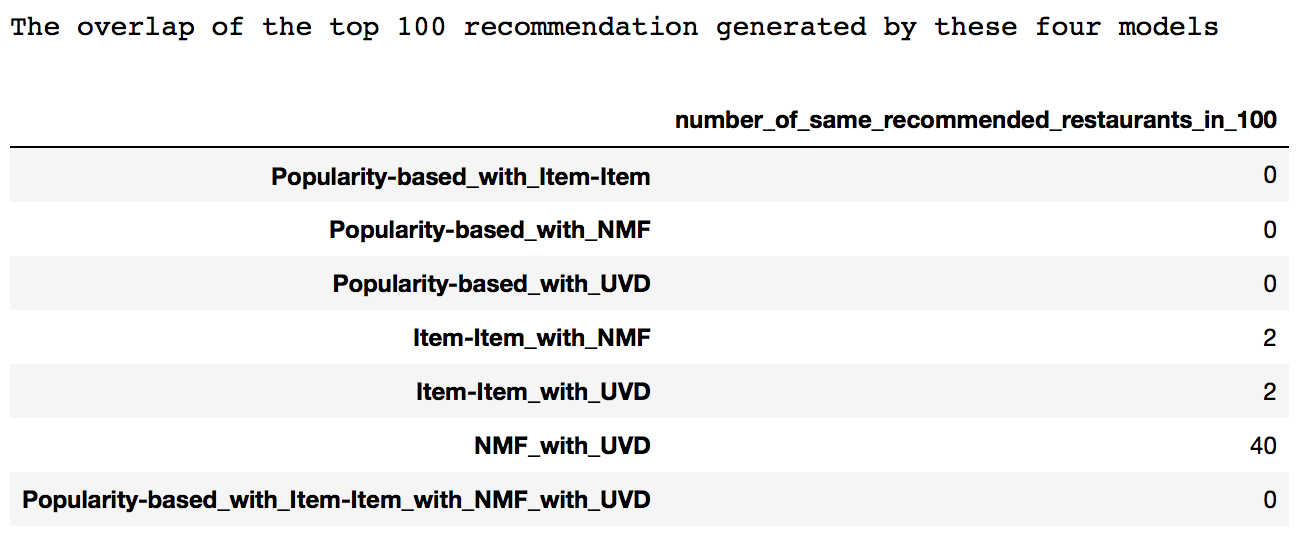 The overlap of the top 100 recommendation generated by these four models
number_of_same_recommended_restaurants_in_100
Popularity-based_with_Item-Item 0
Popularity-based_with_NMF 0
Popularity-based_with_UVD 0
Item-Item_with_NMF 2
Item-Item_with_UVD 2
NMF_with_UVD 40
Popularity-based_with_Item-Item_with_NMF_with_UVD 0